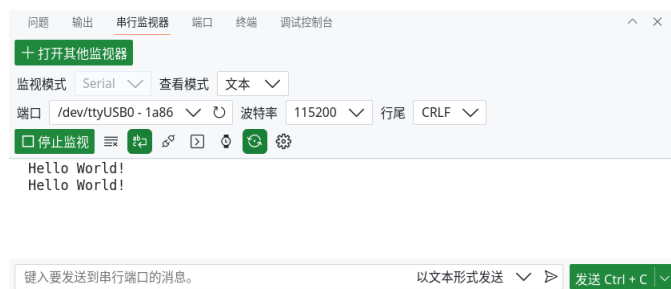 问题 输出 串行监视器 端口 终端 调试控制台
打开其他监视器
监视模式 Serial 查看模式 文本
端口 /dev/ttyUSB0 - 1a86 波特率 115200 行尾 CRLF
停止监视
Hello World!
Hello World!
键入要发送到串行端口的消息。 以文本形式发送 发送 Ctrl + C